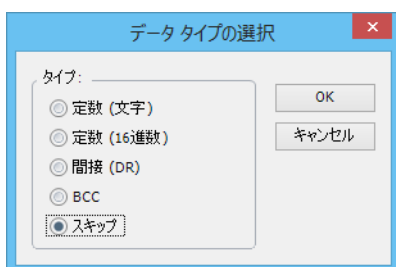 データ タイプの選択
タイプ:
定数 (文字)
定数 (16進数)
間接 (DR)
BCC
スキップ
OK
キャンセル